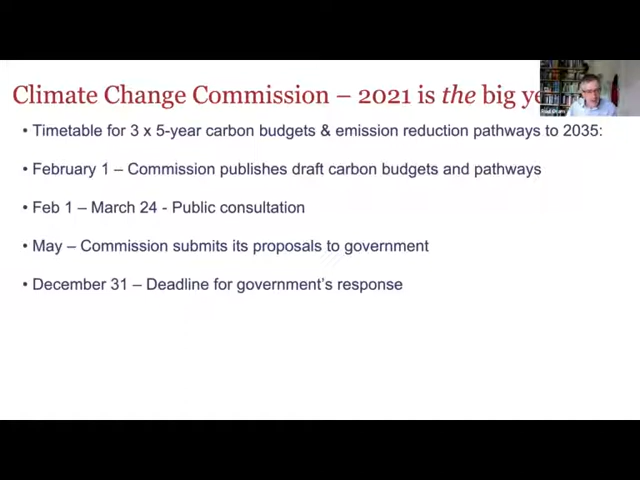 Climate Change Commission – 2021 is the big ye
• Timetable for 3 x 5-year carbon budgets & emission reduction pathways to 2035:
• February 1 – Commission publishes draft carbon budgets and pathways
• Feb 1 – March 24 - Public consultation
• May – Commission submits its proposals to government
• December 31 – Deadline for government's response